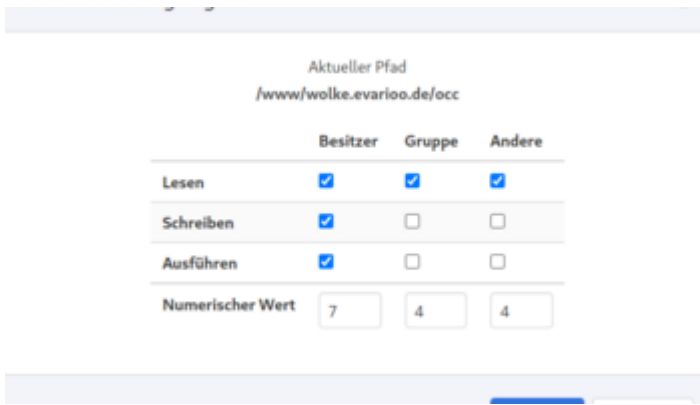 Aktueller Pfad
/www/wolke.evarioo.de/occ
Besitzer Gruppe Andere
Lesen
Schreiben
Ausführen
Numerischer Wert 7 4 4